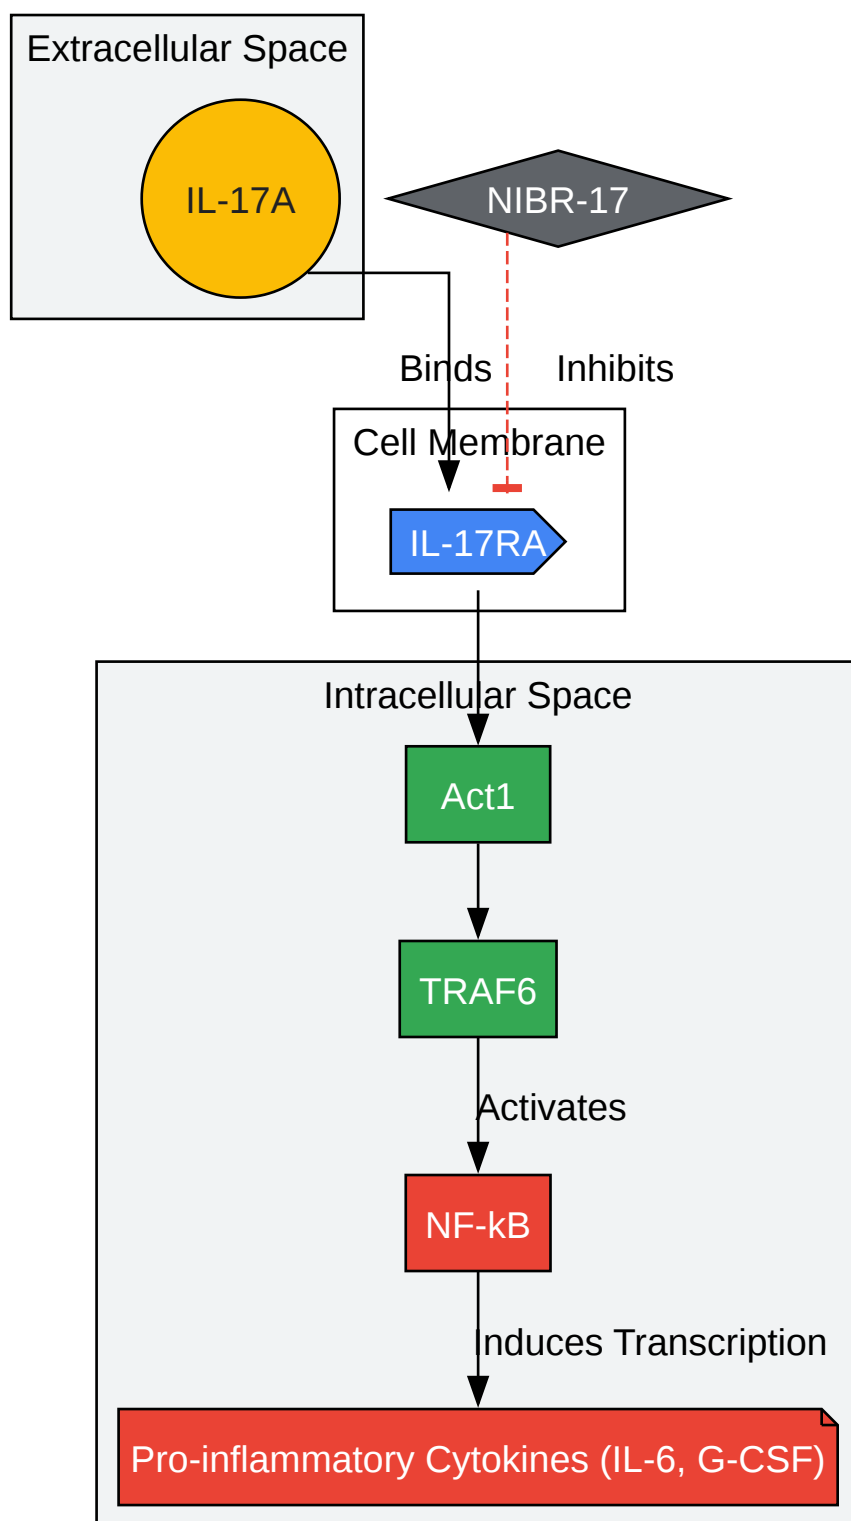 Extracellular Space
IL-17A
NIBR-17
Binds
Inhibits
Cell Membrane
IL-17RA
Intracellular Space
Act1
TRAF6
Activates
NF-kB
Induces Transcription
Pro-inflammatory Cytokines (IL-6, G-CSF)